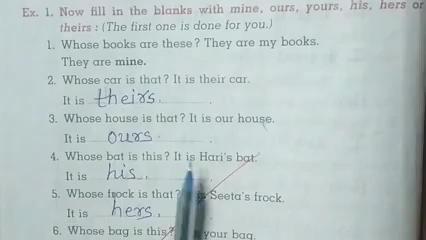 Ex. 1. Now fill in the blanks with mine, ours, yours, his, hers or
theirs : (The first one is done for you.)
1. Whose books are these? They are my books.
They are mine.
2. Whose car is that? It is their car.
It is theirs.
3. Whose house is that? It is our house.
It is ours.
4. Whose bat is this? It is Hari's bat.
It is his.
5. Whose frock is that? Seeta's frock.
It is hers.
6. Whose bag is this? your bag.